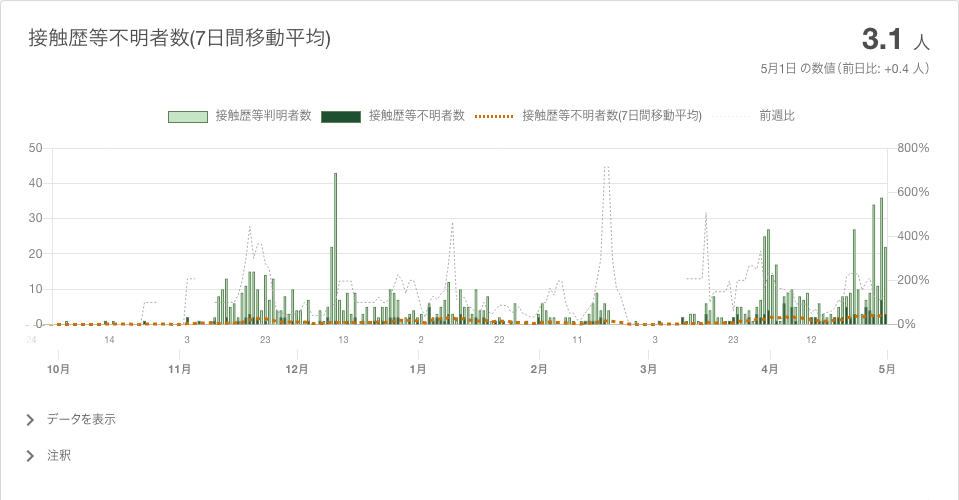 接触歴等不明者数(7日間移動平均)
3.1 人
5月1日 の数値(前日比: +0.4 人)
接触歴等判明者数 接触歴等不明者数 接触歴等不明者数(7日間移動平均) 前週比
50 800%
40 600%
30 400%
20 200%
10
0 0%
24 14 3 23 13 2 22 11 3 23 12
10月 11月 12月 1月 2月 3月 4月 5月
データを表示
注釈